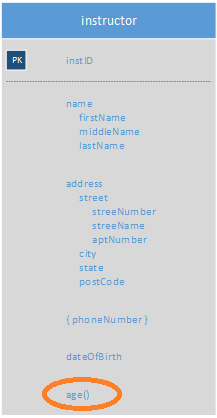 instructor
PK instID
name
firstName
middleName
lastName
address
street
streeNumber
streeName
aptNumber
city
state
postCode
{ phoneNumber }
dateOfBirth
age()